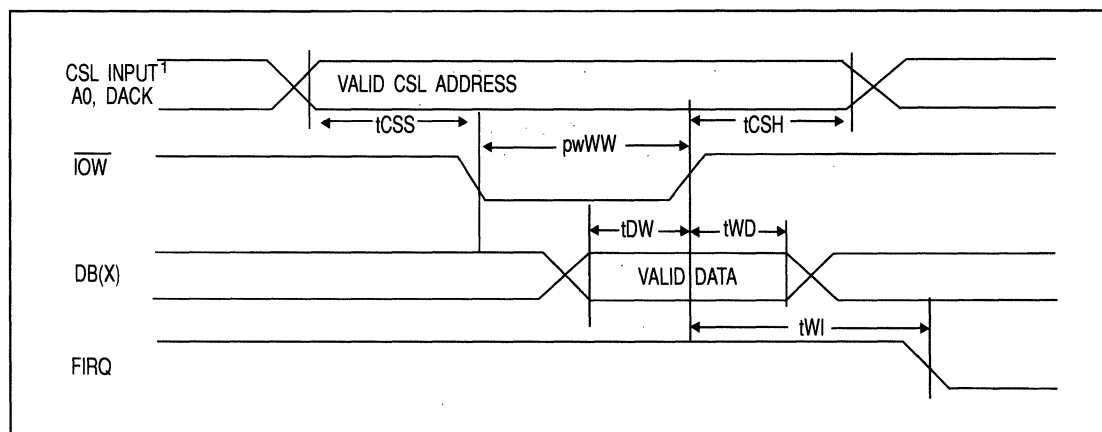 CSL INPUT¹
A0, DACK
VALID CSL ADDRESS
tCSS
tCSH
pwWW
IOW
tDW
tWD
DB(X)
VALID DATA
tWI
FIRQ